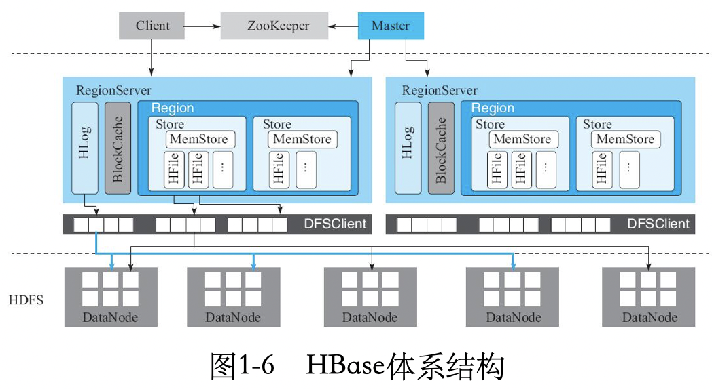 Client
ZooKeeper
Master
RegionServer
HLog
BlockCache
Region
Store
MemStore
HFile
HFile
...
Store
MemStore
HFile
...
RegionServer
HLog
BlockCache
Region
Store
MemStore
HFile
HFile
...
Store
MemStore
HFile
...
DFSClient
DFSClient
HDFS
DataNode
DataNode
DataNode
DataNode
DataNode
图1-6 HBase体系结构